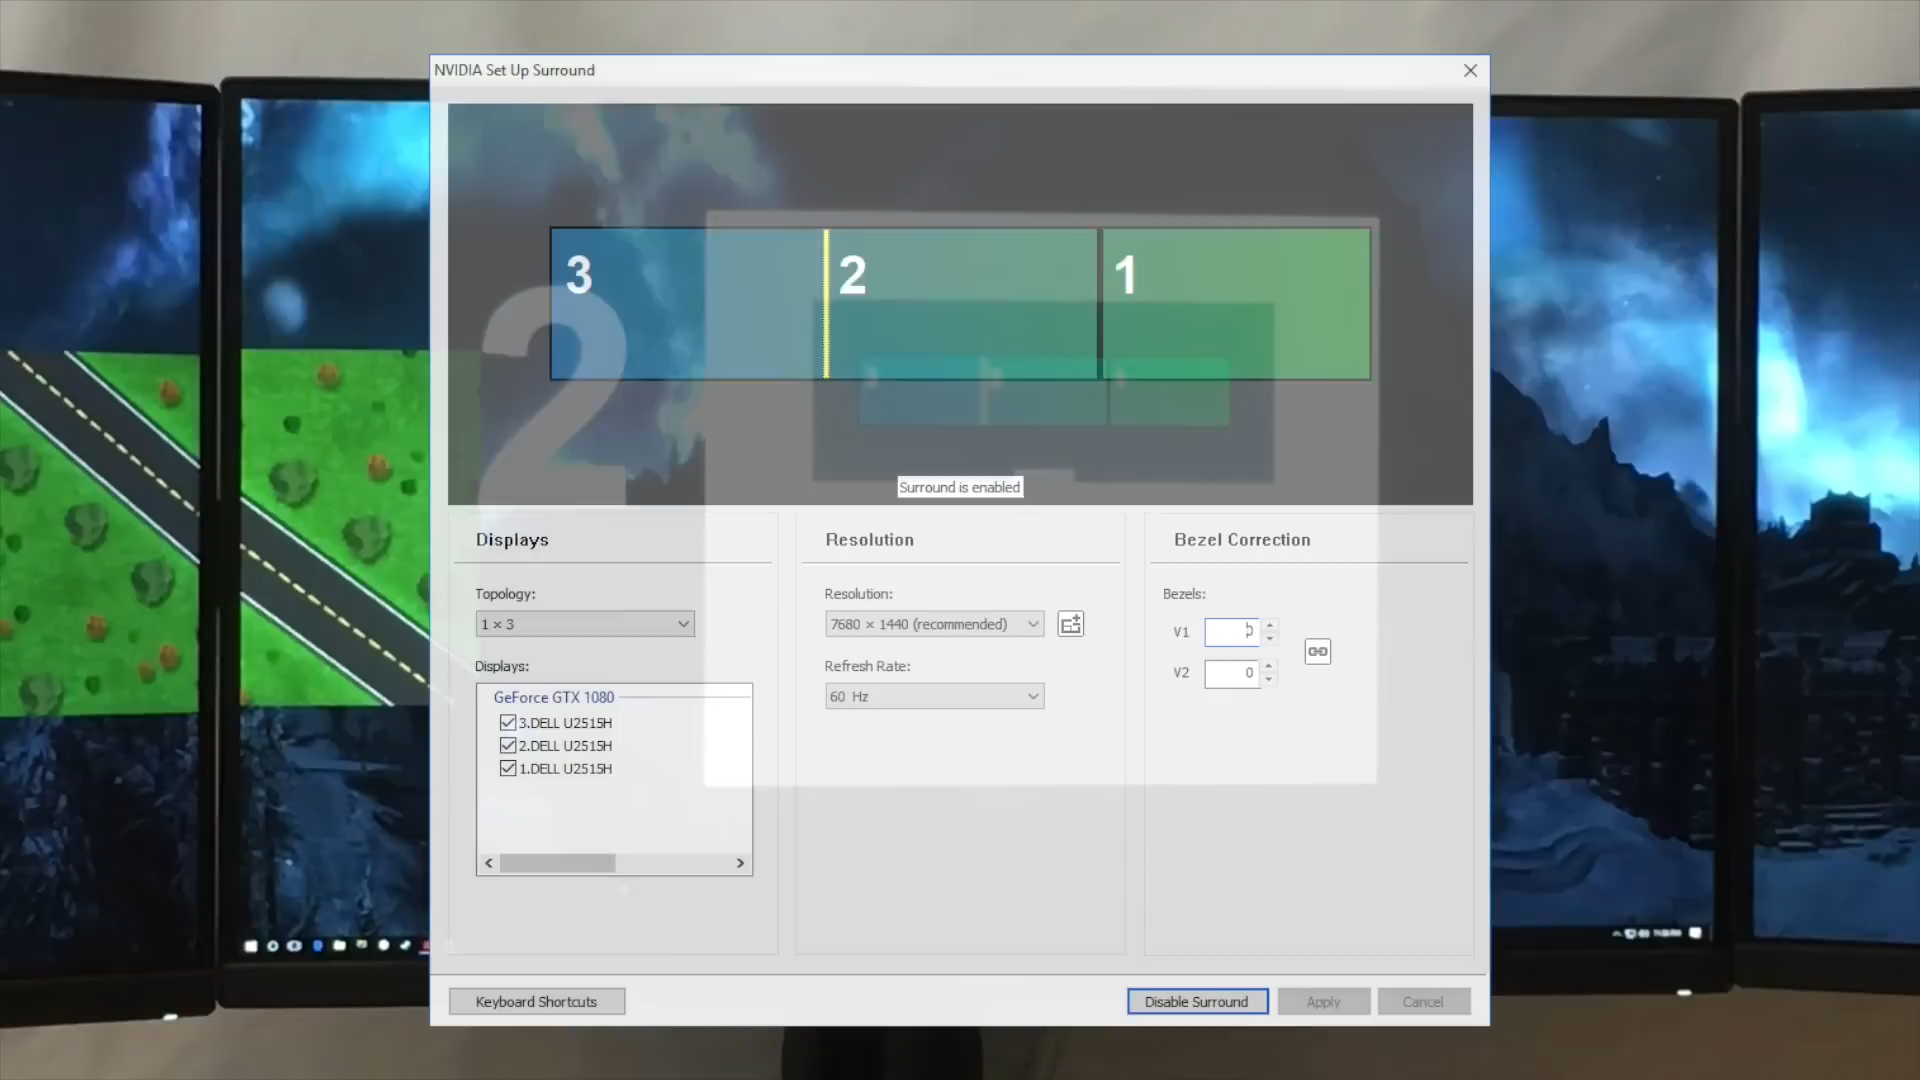 NVIDIA Set Up Surround
3 2 1
2
Surround is enabled
Displays
Topology:
1 × 3
Displays:
GeForce GTX 1080
3.DELL U2515H
2.DELL U2515H
1.DELL U2515H
Resolution
Resolution:
7680 × 1440 (recommended)
Refresh Rate:
60 Hz
Bezel Correction
Bezels:
V1
V2 0
Keyboard Shortcuts
Disable Surround
Apply
Cancel